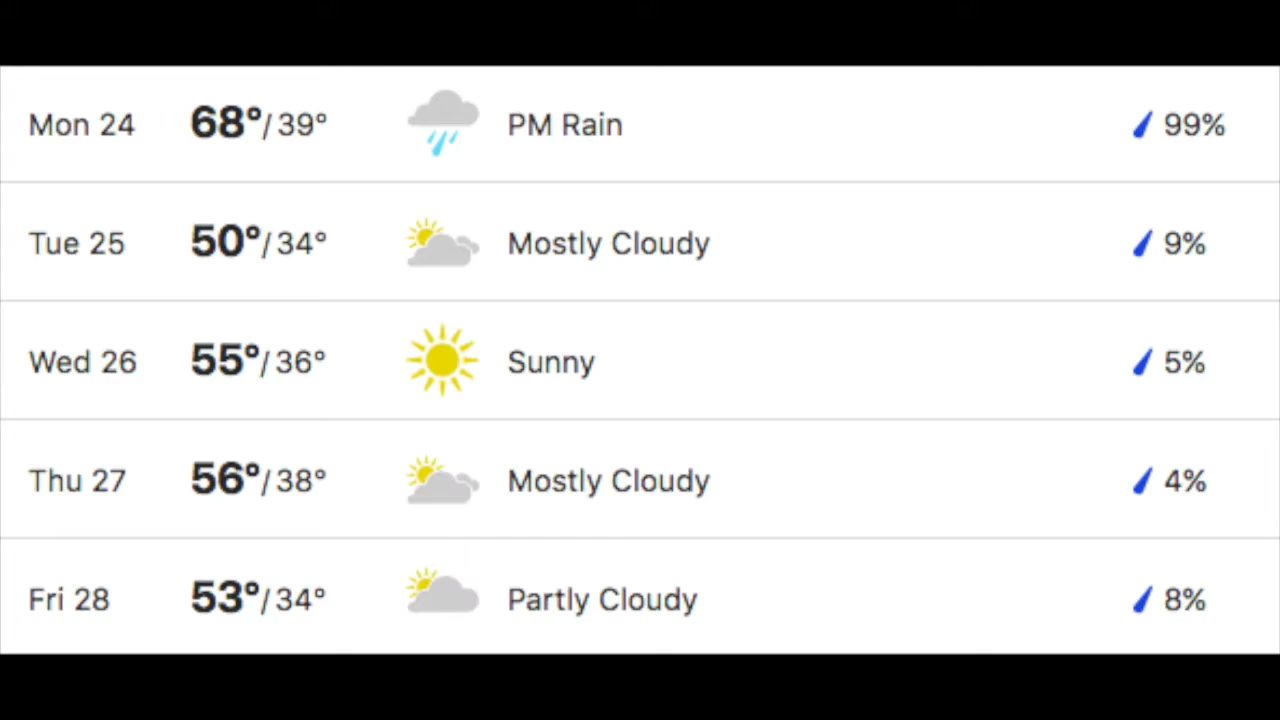 Mon 24 68°/39° PM Rain 99%
Tue 25 50°/34° Mostly Cloudy 9%
Wed 26 55°/36° Sunny 5%
Thu 27 56°/38° Mostly Cloudy 4%
Fri 28 53°/34° Partly Cloudy 8%